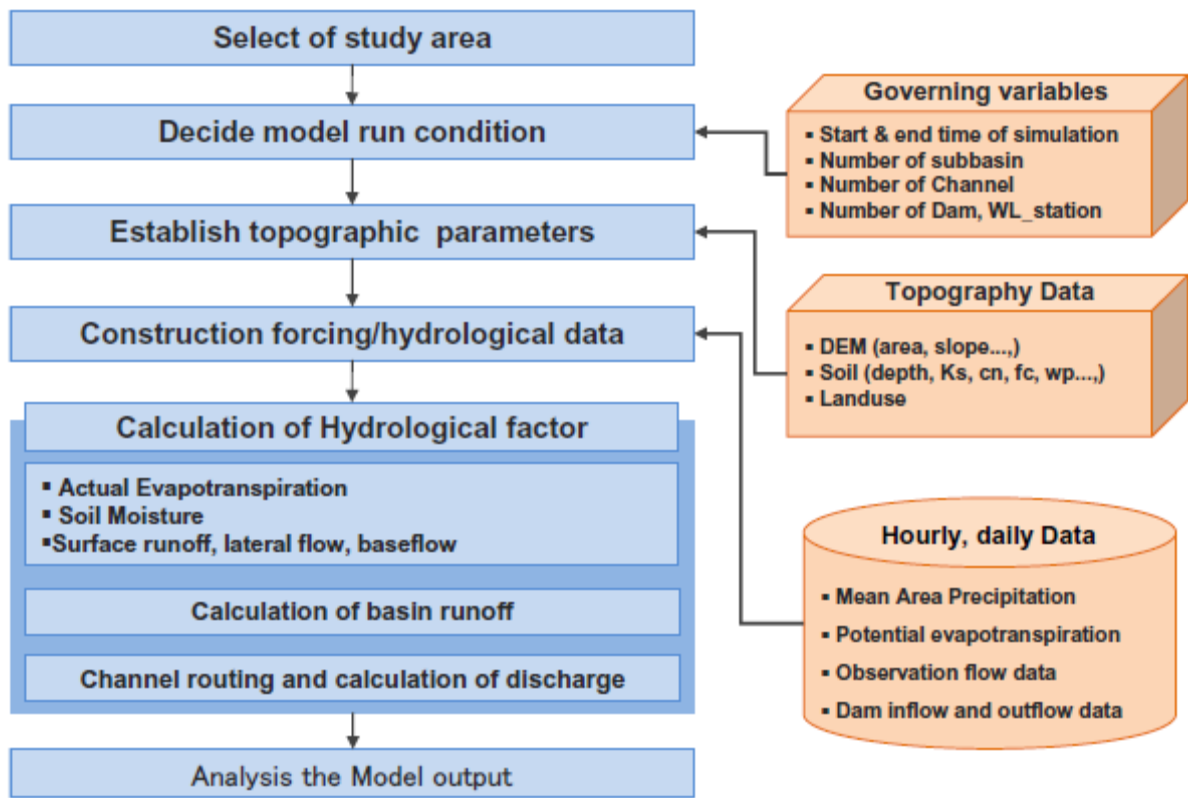 Select of study area
Decide model run condition
Establish topographic parameters
Construction forcing/hydrological data
Calculation of Hydrological factor
▪ Actual Evapotranspiration
▪ Soil Moisture
▪Surface runoff, lateral flow, baseflow
Calculation of basin runoff
Channel routing and calculation of discharge
Analysis the Model output
Governing variables
▪ Start & end time of simulation
▪ Number of subbasin
▪ Number of Channel
▪ Number of Dam, WL_station
Topography Data
▪ DEM (area, slope...,)
▪ Soil (depth, Ks, cn, fc, wp...,)
▪ Landuse
Hourly, daily Data
▪ Mean Area Precipitation
▪ Potential evapotranspiration
▪ Observation flow data
▪ Dam inflow and outflow data